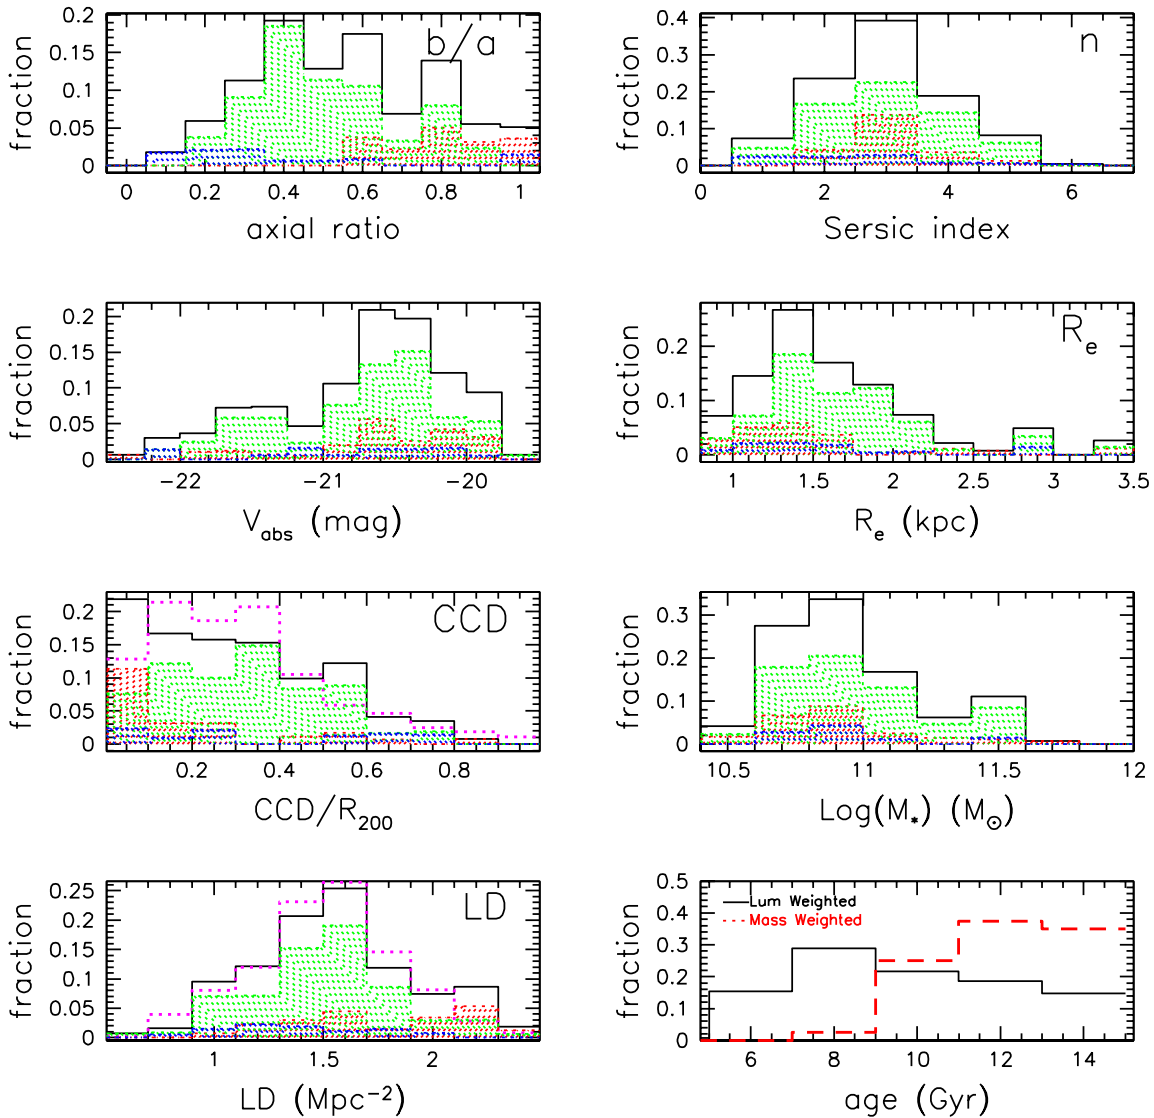 0.2
0.15
0.1
0.05
0
fraction
b/a
0 0.2 0.4 0.6 0.8 1
axial ratio
0.4
0.3
0.2
0.1
0
fraction
n
0 2 4 6
Sersic index
0.2
0.15
0.1
0.05
0
fraction
−22 −21 −20
V_abs (mag)
0.2
0.1
0
fraction
R_e
1 1.5 2 2.5 3 3.5
R_e (kpc)
0.2
0.15
0.1
0.05
0
fraction
CCD
0.2 0.4 0.6 0.8
CCD/R_200
0.3
0.2
0.1
0
fraction
10.5 11 11.5 12
Log(M_*) (M_⊙)
0.25
0.2
0.15
0.1
0.05
0
fraction
LD
1 1.5 2
LD (Mpc⁻²)
0.5
0.4
0.3
0.2
0.1
0
fraction
Lum Weighted
Mass Weighted
6 8 10 12 14
age (Gyr)